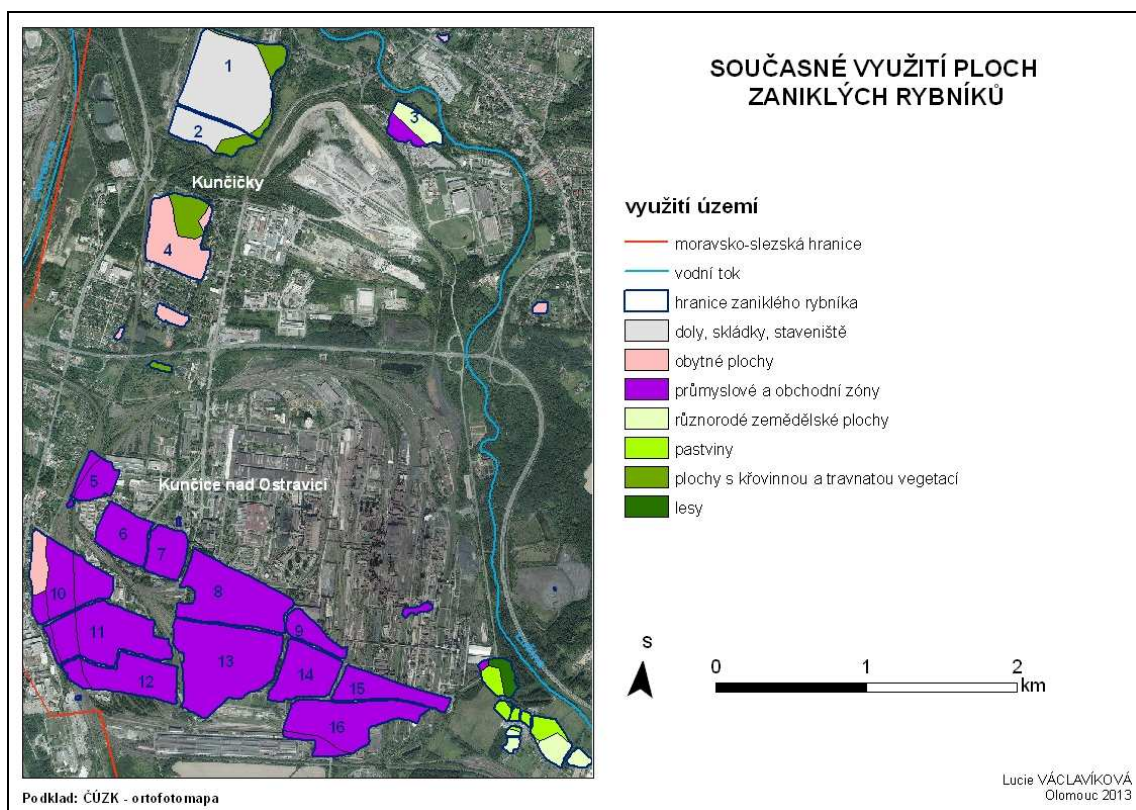 SOUČASNÉ VYUŽITÍ PLOCH
ZANIKLÝCH RYBNÍKŮ
využití území
moravsko-slezská hranice
vodní tok
hranice zaniklého rybníka
doly, skládky, staveniště
obytné plochy
průmyslové a obchodní zóny
různorodé zemědělské plochy
pastviny
plochy s křovinnou a travnatou vegetací
lesy
1
2
3
Kunčičky
4
Kunčice nad Ostravicí
5
6
7
8
9
10
11
12
13
14
15
16
S
0 1 2
km
Podklad: ČÚZK - ortofotomapa
Lucie VÁCLAVÍKOVÁ
Olomouc 2013